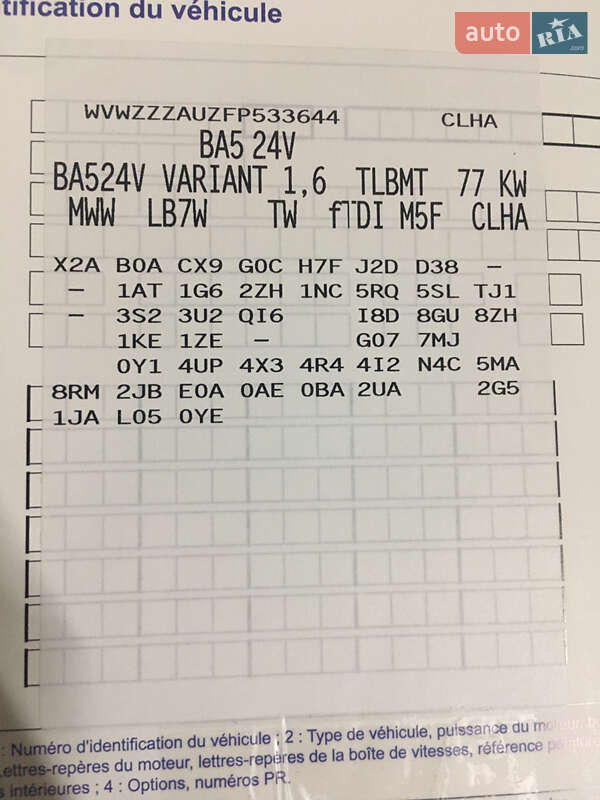 tification du véhicule
auto RIA .com
WVWZZZAUZFP533644 CLHA
BA5 24V
BA524V VARIANT 1,6 TLBMT 77 KW
MWW LB7W TW fTDI M5F CLHA
X2A B0A CX9 G0C H7F J2D D38 –
– 1AT 1G6 2ZH 1NC 5RQ 5SL TJ1
– 3S2 3U2 QI6 I8D 8GU 8ZH
1KE 1ZE – G07 7MJ
0Y1 4UP 4X3 4R4 4I2 N4C 5MA
8RM 2JB E0A 0AE 0BA 2UA 2G5
1JA L05 0YE
: Numéro d'identification du véhicule ; 2 : Type de véhicule, puissance du
ettres-repères du moteur, lettres-repères de la boîte de vitesses, référence
s intérieures ; 4 : Options, numéros PR.